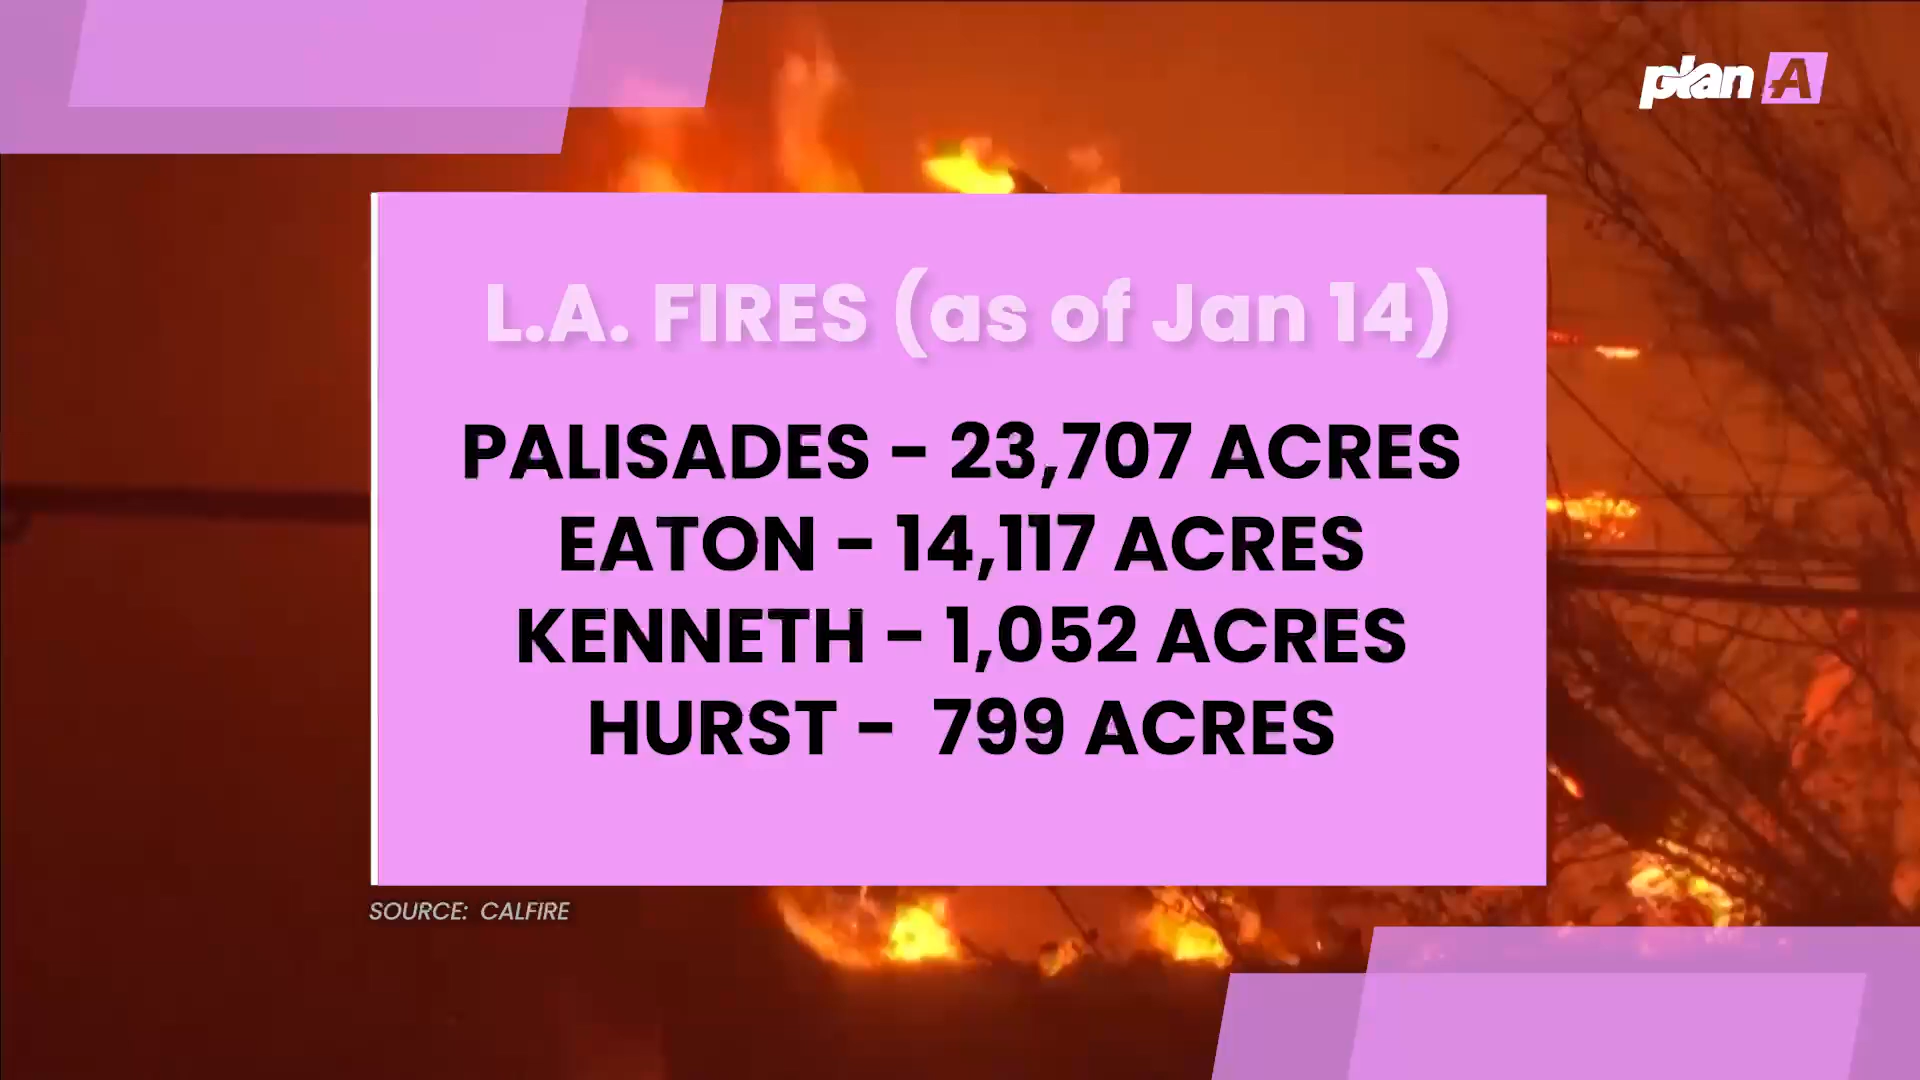 plan A
L.A. FIRES (as of Jan 14)
PALISADES - 23,707 ACRES
EATON - 14,117 ACRES
KENNETH - 1,052 ACRES
HURST - 799 ACRES
SOURCE: CALFIRE